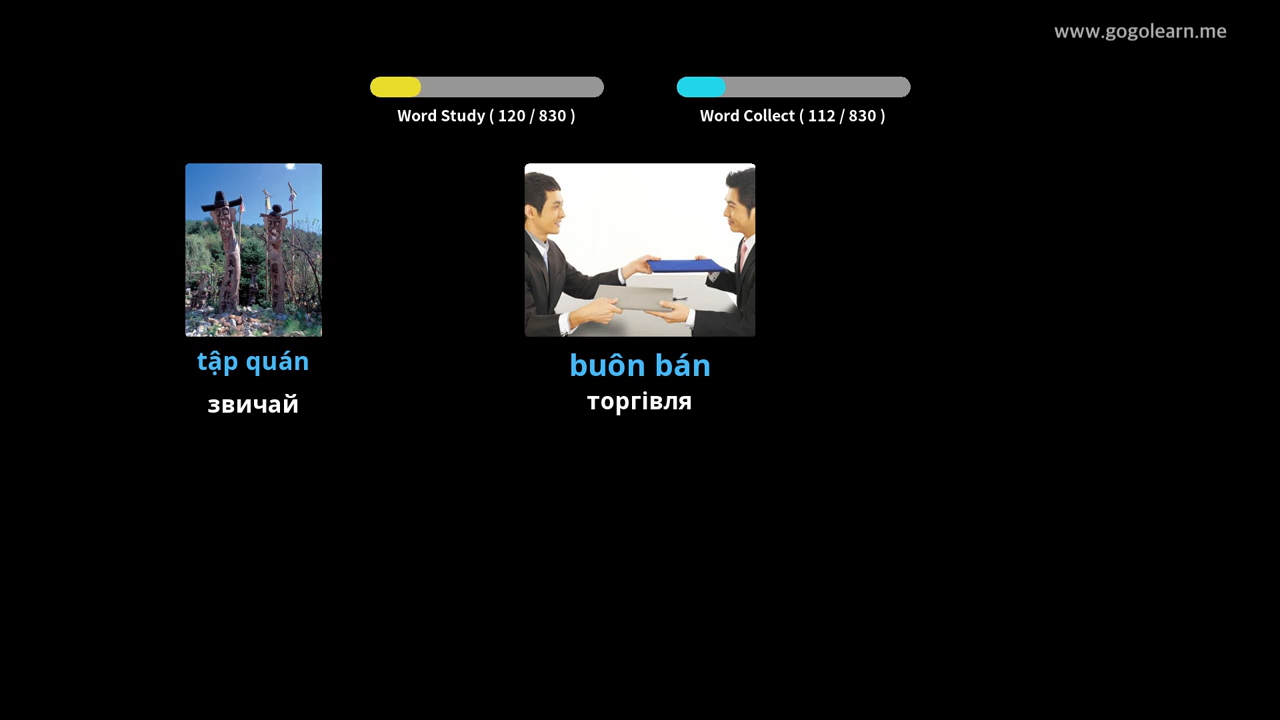 www.gogolearn.me
Word Study ( 120 / 830 )
Word Collect ( 112 / 830 )
tập quán
звичай
buôn bán
торгівля